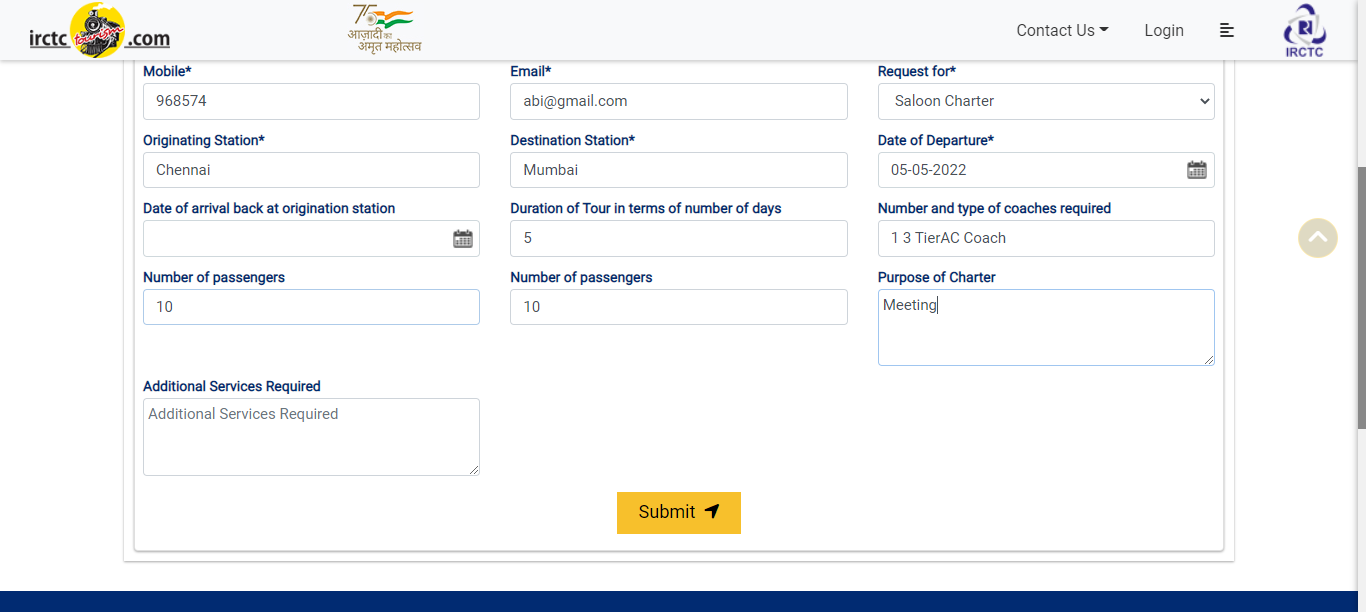 irctc tourism .com
75
आज़ादी का
अमृत महोत्सव
Contact Us
Login
IRCTC
Mobile*
Email*
Request for*
968574
abi@gmail.com
Saloon Charter
Originating Station*
Destination Station*
Date of Departure*
Chennai
Mumbai
05-05-2022
Date of arrival back at origination station
Duration of Tour in terms of number of days
Number and type of coaches required
5
1 3 TierAC Coach
Number of passengers
Number of passengers
Purpose of Charter
10
10
Meeting
Additional Services Required
Additional Services Required
Submit